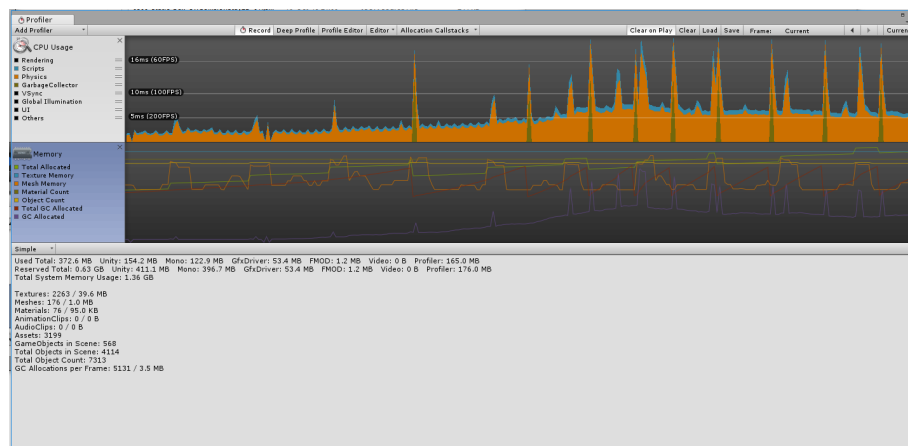 Profiler
Add Profiler
Record Deep Profile Profile Editor Editor Allocation Callstacks
Clear on Play Clear Load Save Frame: Current
Curren
CPU Usage
Rendering
Scripts
Physics
GarbageCollector
VSync
Global Illumination
UI
Others
16ms (60FPS)
10ms (100FPS)
5ms (200FPS)
Memory
Total Allocated
Texture Memory
Mesh Memory
Material Count
Object Count
Total GC Allocated
GC Allocated
Simple
Used Total: 372.6 MB Unity: 154.2 MB Mono: 122.9 MB GfxDriver: 53.4 MB FMOD: 1.2 MB Video: 0 B Profiler: 165.0 MB
Reserved Total: 0.63 GB Unity: 411.1 MB Mono: 396.7 MB GfxDriver: 53.4 MB FMOD: 1.2 MB Video: 0 B Profiler: 176.0 MB
Total System Memory Usage: 1.36 GB
Textures: 2263 / 39.6 MB
Meshes: 176 / 1.0 MB
Materials: 76 / 95.0 KB
AnimationClips: 0 / 0 B
AudioClips: 0 / 0 B
Assets: 3199
GameObjects in Scene: 568
Total Objects in Scene: 4114
Total Object Count: 7313
GC Allocations per Frame: 5131 / 3.5 MB